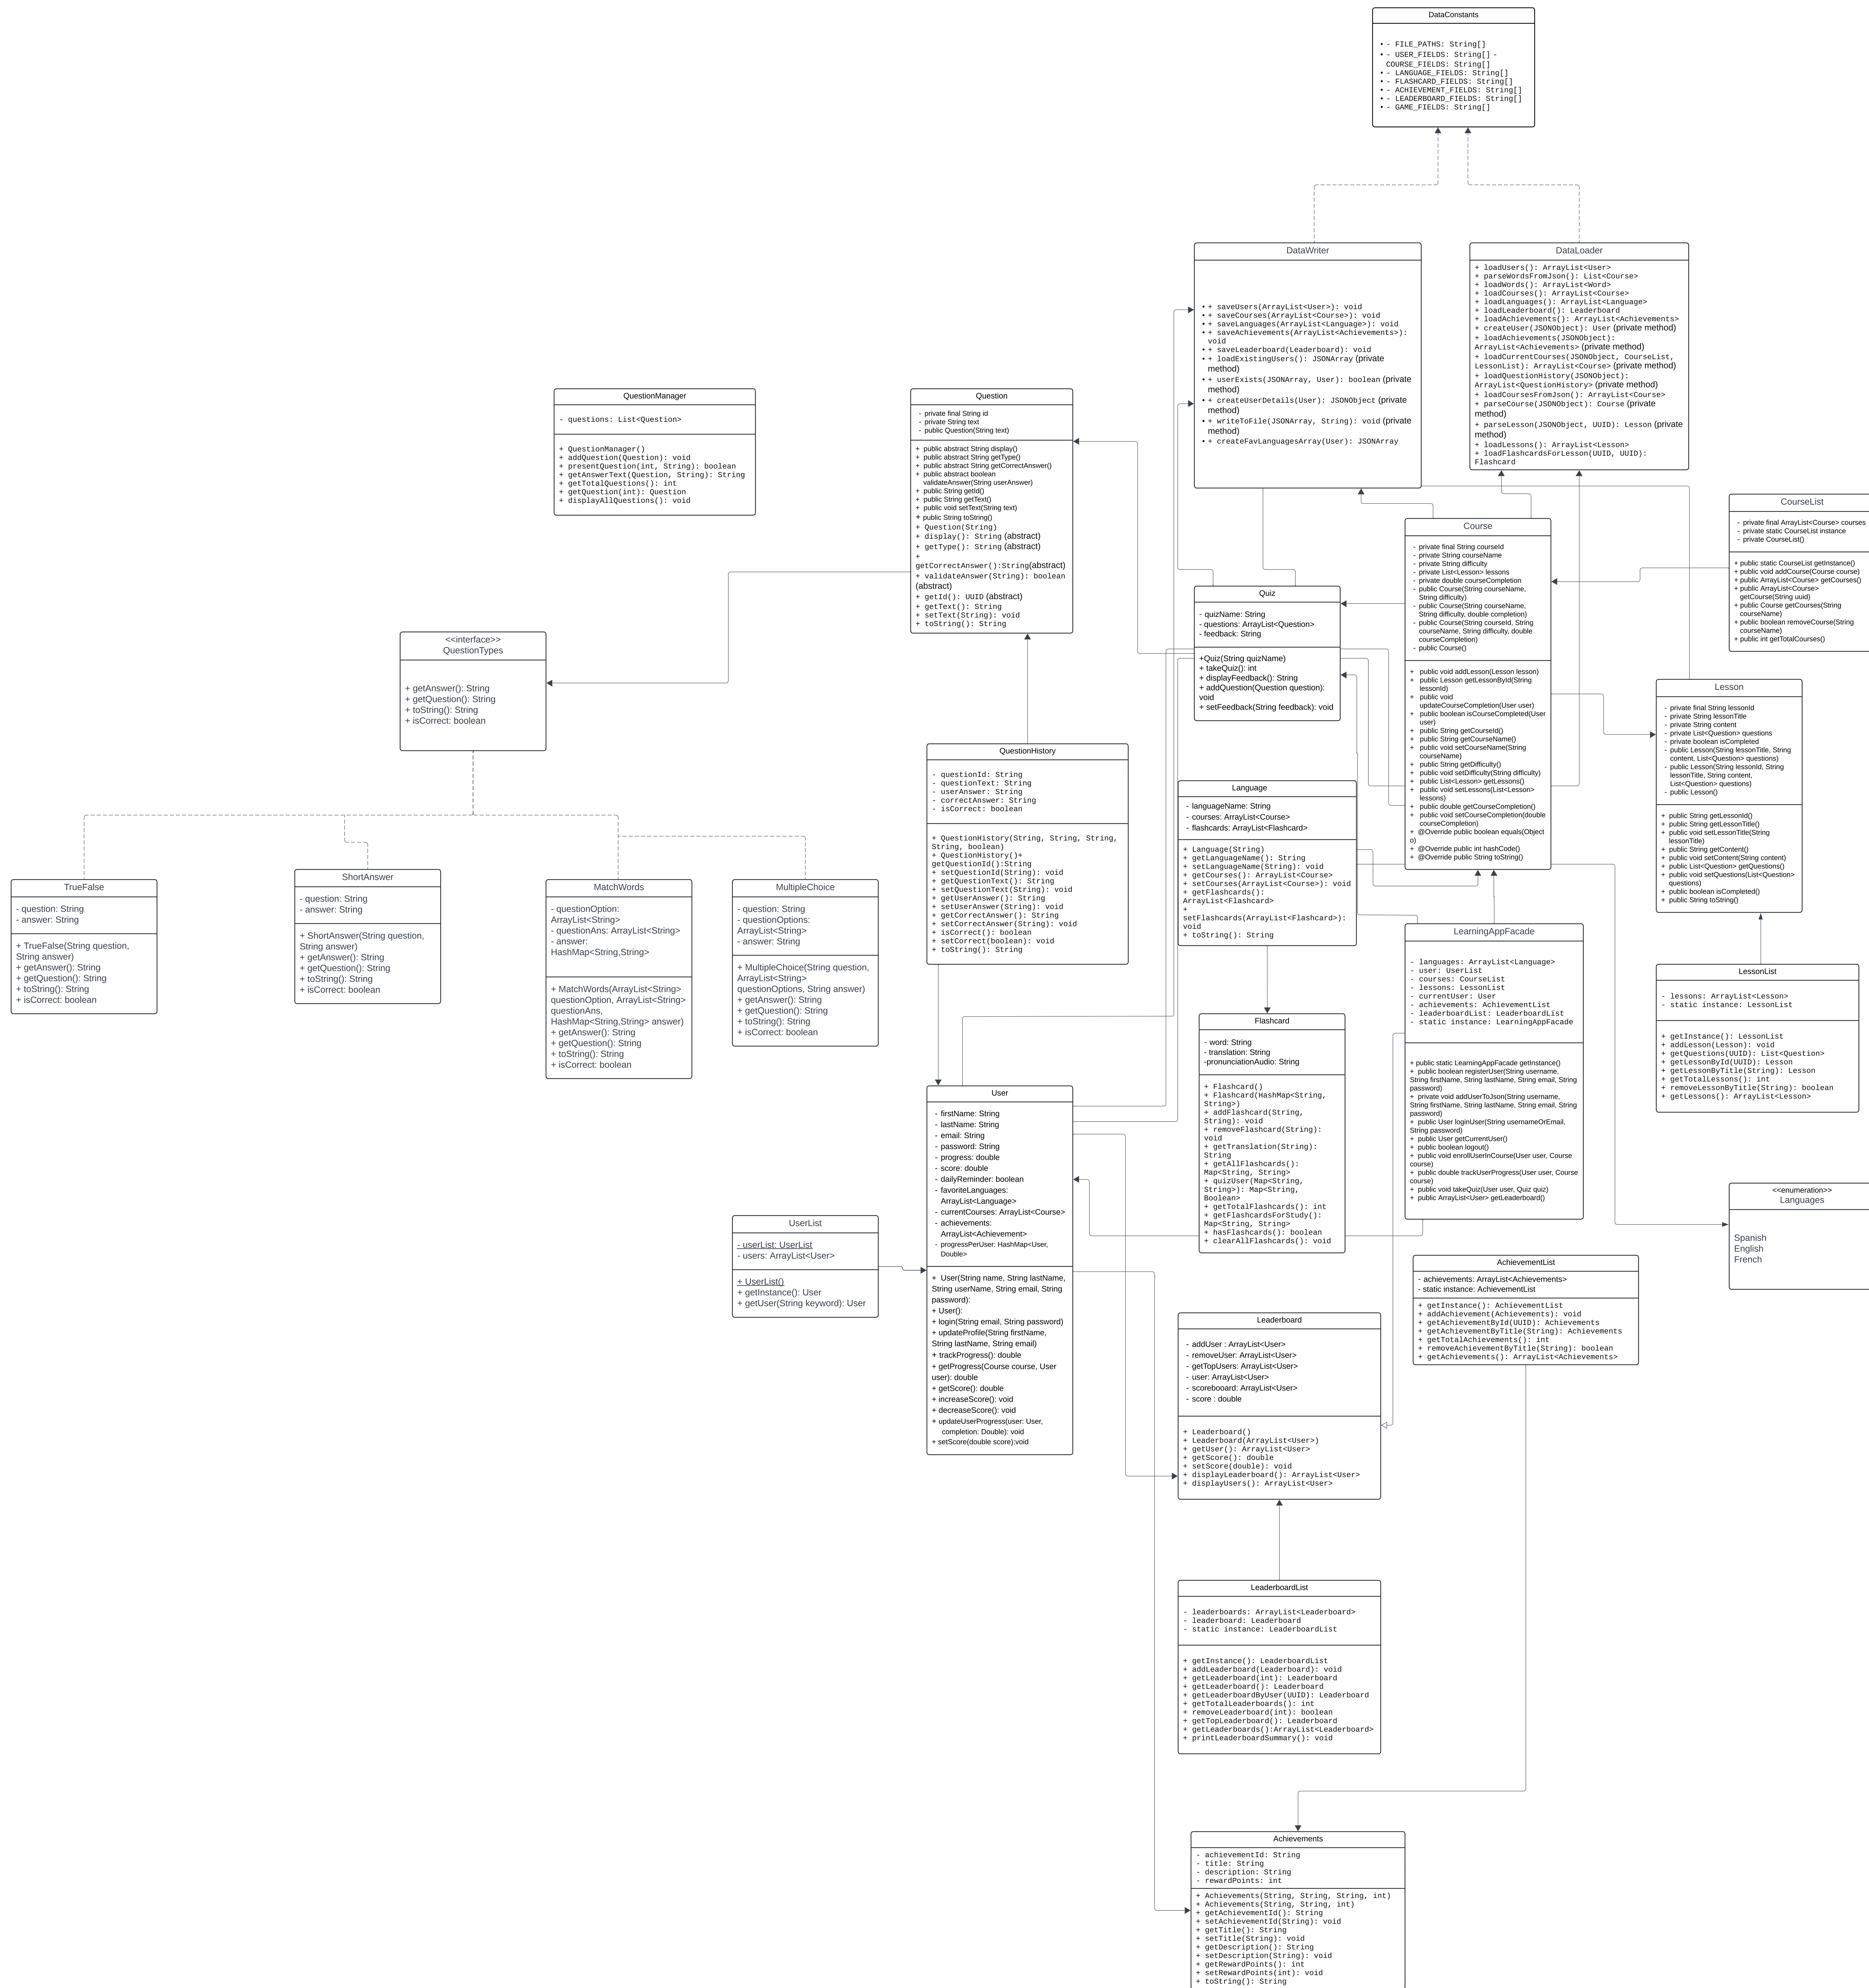 DataConstants
• - FILE_PATHS: String[]
• - USER_FIELDS: String[] -
COURSE_FIELDS: String[]
• - LANGUAGE_FIELDS: String[]
• - FLASHCARD_FIELDS: String[]
• - ACHIEVEMENT_FIELDS: String[]
• - LEADERBOARD_FIELDS: String[]
• - GAME_FIELDS: String[]
DataWriter
• + saveUsers(ArrayList<User>): void
• + saveCourses(ArrayList<Course>): void
• + saveLanguages(ArrayList<Language>): void
• + saveAchievements(ArrayList<Achievements>):
void
• + saveLeaderboard(Leaderboard): void
• + loadExistingUsers(): JSONArray (private
method)
• + userExists(JSONArray, User): boolean (private
method)
• + createUserDetails(User): JSONObject (private
method)
• + writeToFile(JSONArray, String): void (private
method)
• + createFavLanguagesArray(User): JSONArray
DataLoader
+ loadUsers(): ArrayList<User>
+ parseWordsFromJson(): List<Course>
+ loadWords(): ArrayList<Word>
+ loadCourses(): ArrayList<Course>
+ loadLanguages(): ArrayList<Language>
+ loadLeaderboard(): Leaderboard
+ loadAchievements(): ArrayList<Achievements>
+ createUser(JSONObject): User (private method)
+ loadAchievements(JSONObject):
ArrayList<Achievements> (private method)
+ loadCurrentCourses(JSONObject, CourseList,
LessonList): ArrayList<Course> (private method)
+ loadQuestionHistory(JSONObject):
ArrayList<QuestionHistory> (private method)
+ loadCoursesFromJson(): ArrayList<Course>
+ parseCourse(JSONObject): Course (private
method)
+ parseLesson(JSONObject, UUID): Lesson (private
method)
+ loadLessons(): ArrayList<Lesson>
+ loadFlashcardsForLesson(UUID, UUID):
Flashcard
QuestionManager
- questions: List<Question>
+ QuestionManager()
+ addQuestion(Question): void
+ presentQuestion(int, String): boolean
+ getAnswerText(Question, String): String
+ getTotalQuestions(): int
+ getQuestion(int): Question
+ displayAllQuestions(): void
Question
- private final String id
- private String text
- public Question(String text)
+ public abstract String display()
+ public abstract String getType()
+ public abstract String getCorrectAnswer()
+ public abstract boolean
validateAnswer(String userAnswer)
+ public String getId()
+ public String getText()
+ public void setText(String text)
+ public String toString()
+ Question(String)
+ display(): String (abstract)
+ getType(): String (abstract)
+
getCorrectAnswer():String(abstract)
+ validateAnswer(String): boolean
(abstract)
+ getId(): UUID (abstract)
+ getText(): String
+ setText(String): void
+ toString(): String
CourseList
- private final ArrayList<Course> courses
- private static CourseList instance
- private CourseList()
+ public static CourseList getInstance()
+ public void addCourse(Course course)
+ public ArrayList<Course> getCourses()
+ public ArrayList<Course>
getCourse(String uuid)
+ public Course getCourses(String
courseName)
+ public boolean removeCourse(String
courseName)
+ public int getTotalCourses()
Course
- private final String courseId
- private String courseName
- private String difficulty
- private List<Lesson> lessons
- private double courseCompletion
- public Course(String courseName,
String difficulty)
- public Course(String courseName,
String difficulty, double completion)
- public Course(String courseId, String
courseName, String difficulty, double
courseCompletion)
- public Course()
+ public void addLesson(Lesson lesson)
+ public Lesson getLessonById(String
lessonId)
+ public void
updateCourseCompletion(User user)
+ public boolean isCourseCompleted(User
user)
+ public String getCourseId()
+ public String getCourseName()
+ public void setCourseName(String
courseName)
+ public String getDifficulty()
+ public void setDifficulty(String difficulty)
+ public List<Lesson> getLessons()
+ public void setLessons(List<Lesson>
lessons)
+ public double getCourseCompletion()
+ public void setCourseCompletion(double
courseCompletion)
+ @Override public boolean equals(Object
o)
+ @Override public int hashCode()
+ @Override public String toString()
Quiz
- quizName: String
- questions: ArrayList<Question>
- feedback: String
+Quiz(String quizName)
+ takeQuiz(): int
+ displayFeedback(): String
+ addQuestion(Question question):
void
+ setFeedback(String feedback): void
<<interface>>
QuestionTypes
+ getAnswer(): String
+ getQuestion(): String
+ toString(): String
+ isCorrect: boolean
Lesson
- private final String lessonId
- private String lessonTitle
- private String content
- private List<Question> questions
- private boolean isCompleted
- public Lesson(String lessonTitle, String
content, List<Question> questions)
- public Lesson(String lessonId, String
lessonTitle, String content,
List<Question> questions)
- public Lesson()
+ public String getLessonId()
+ public String getLessonTitle()
+ public void setLessonTitle(String
lessonTitle)
+ public String getContent()
+ public void setContent(String content)
+ public List<Question> getQuestions()
+ public void setQuestions(List<Question>
questions)
+ public boolean isCompleted()
+ public String toString()
QuestionHistory
- questionId: String
- questionText: String
- userAnswer: String
- correctAnswer: String
- isCorrect: boolean
+ QuestionHistory(String, String, String,
String, boolean)
+ QuestionHistory()+
getQuestionId():String
+ setQuestionId(String): void
+ getQuestionText(): String
+ setQuestionText(String): void
+ getUserAnswer(): String
+ setUserAnswer(String): void
+ getCorrectAnswer(): String
+ setCorrectAnswer(String): void
+ isCorrect(): boolean
+ setCorrect(boolean): void
+ toString(): String
Language
- languageName: String
- courses: ArrayList<Course>
- flashcards: ArrayList<Flashcard>
+ Language(String)
+ getLanguageName(): String
+ setLanguageName(String): void
+ getCourses(): ArrayList<Course>
+ setCourses(ArrayList<Course>): void
+ getFlashcards():
ArrayList<Flashcard>
+
setFlashcards(ArrayList<Flashcard>):
void
+ toString(): String
TrueFalse
- question: String
- answer: String
+ TrueFalse(String question,
String answer)
+ getAnswer(): String
+ getQuestion(): String
+ toString(): String
+ isCorrect: boolean
ShortAnswer
- question: String
- answer: String
+ ShortAnswer(String question,
String answer)
+ getAnswer(): String
+ getQuestion(): String
+ toString(): String
+ isCorrect: boolean
MatchWords
- questionOption:
ArrayList<String>
- questionAns: ArrayList<String>
- answer:
HashMap<String,String>
+ MatchWords(ArrayList<String>
questionOption, ArrayList<String>
questionAns,
HashMap<String,String> answer)
+ getAnswer(): String
+ getQuestion(): String
+ toString(): String
+ isCorrect: boolean
MultipleChoice
- question: String
- questionOptions:
ArrayList<String>
- answer: String
+ MultipleChoice(String question,
ArrayList<String>
questionOptions, String answer)
+ getAnswer(): String
+ getQuestion(): String
+ toString(): String
+ isCorrect: boolean
LearningAppFacade
- languages: ArrayList<Language>
- user: UserList
- courses: CourseList
- lessons: LessonList
- currentUser: User
- achievements: AchievementList
- leaderboardList: LeaderboardList
- static instance: LearningAppFacade
+ public static LearningAppFacade getInstance()
+ public boolean registerUser(String username,
String firstName, String lastName, String email, String
password)
+ private void addUserToJson(String username,
String firstName, String lastName, String email, String
password)
+ public User loginUser(String usernameOrEmail,
String password)
+ public User getCurrentUser()
+ public boolean logout()
+ public void enrollUserInCourse(User user, Course
course)
+ public double trackUserProgress(User user, Course
course)
+ public void takeQuiz(User user, Quiz quiz)
+ public ArrayList<User> getLeaderboard()
LessonList
- lessons: ArrayList<Lesson>
- static instance: LessonList
+ getInstance(): LessonList
+ addLesson(Lesson): void
+ getQuestions(UUID): List<Question>
+ getLessonById(UUID): Lesson
+ getLessonByTitle(String): Lesson
+ getTotalLessons(): int
+ removeLessonByTitle(String): boolean
+ getLessons(): ArrayList<Lesson>
Flashcard
- word: String
- translation: String
-pronunciationAudio: String
+ Flashcard()
+ Flashcard(HashMap<String,
String>)
+ addFlashcard(String,
String): void
+ removeFlashcard(String):
void
+ getTranslation(String):
String
+ getAllFlashcards():
Map<String, String>
+ quizUser(Map<String,
String>): Map<String,
Boolean>
+ getTotalFlashcards(): int
+ getFlashcardsForStudy():
Map<String, String>
+ hasFlashcards(): boolean
+ clearAllFlashcards(): void
User
- firstName: String
- lastName: String
- email: String
- password: String
- progress: double
- score: double
- dailyReminder: boolean
- favoriteLanguages:
ArrayList<Language>
- currentCourses: ArrayList<Course>
- achievements:
ArrayList<Achievement>
- progressPerUser: HashMap<User,
Double>
+ User(String name, String lastName,
String userName, String email, String
password):
+ User():
+ login(String email, String password)
+ updateProfile(String firstName,
String lastName, String email)
+ trackProgress(): double
+ getProgress(Course course, User
user): double
+ getScore(): double
+ increaseScore(): void
+ decreaseScore(): void
+ updateUserProgress(user: User,
completion: Double): void
+ setScore(double score):void
UserList
- userList: UserList
- users: ArrayList<User>
+ UserList()
+ getInstance(): User
+ getUser(String keyword): User
<<enumeration>>
Languages
Spanish
English
French
AchievementList
- achievements: ArrayList<Achievements>
- static instance: AchievementList
+ getInstance(): AchievementList
+ addAchievement(Achievements): void
+ getAchievementById(UUID): Achievements
+ getAchievementByTitle(String): Achievements
+ getTotalAchievements(): int
+ removeAchievementByTitle(String): boolean
+ getAchievements(): ArrayList<Achievements>
Leaderboard
- addUser : ArrayList<User>
- removeUser: ArrayList<User>
- getTopUsers: ArrayList<User>
- user: ArrayList<User>
- scorebooard: ArrayList<User>
- score : double
+ Leaderboard()
+ Leaderboard(ArrayList<User>)
+ getUser(): ArrayList<User>
+ getScore(): double
+ setScore(double): void
+ displayLeaderboard(): ArrayList<User>
+ displayUsers(): ArrayList<User>
LeaderboardList
- leaderboards: ArrayList<Leaderboard>
- leaderboard: Leaderboard
- static instance: LeaderboardList
+ getInstance(): LeaderboardList
+ addLeaderboard(Leaderboard): void
+ getLeaderboard(int): Leaderboard
+ getLeaderboard(): Leaderboard
+ getLeaderboardByUser(UUID): Leaderboard
+ getTotalLeaderboards(): int
+ removeLeaderboard(int): boolean
+ getTopLeaderboard(): Leaderboard
+ getLeaderboards():ArrayList<Leaderboard>
+ printLeaderboardSummary(): void
Achievements
- achievementId: String
- title: String
- description: String
- rewardPoints: int
+ Achievements(String, String, String, int)
+ Achievements(String, String, int)
+ getAchievementId(): String
+ setAchievementId(String): void
+ getTitle(): String
+ setTitle(String): void
+ getDescription(): String
+ setDescription(String): void
+ getRewardPoints(): int
+ setRewardPoints(int): void
+ toString(): String